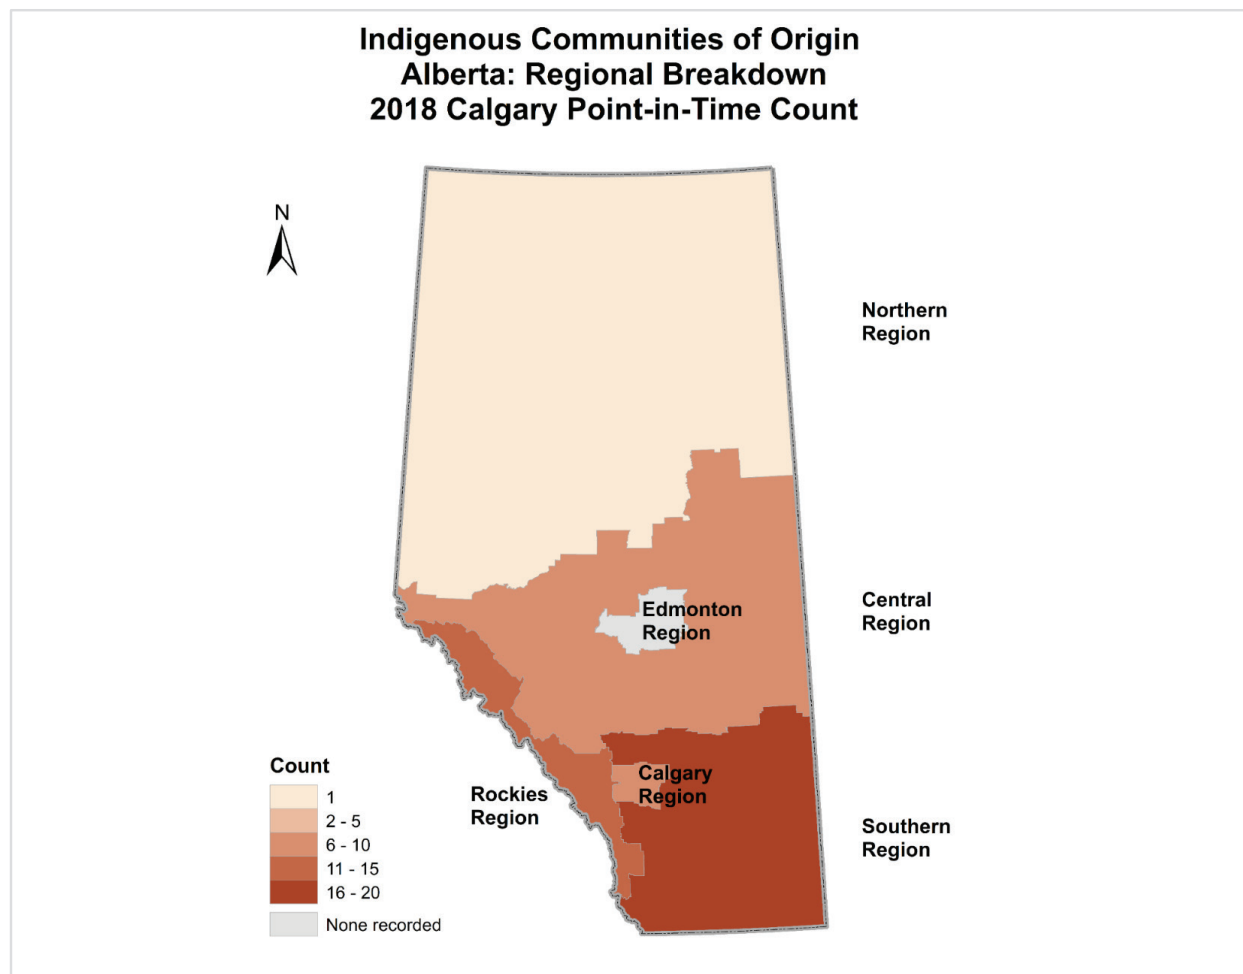 Indigenous Communities of Origin
Alberta: Regional Breakdown
2018 Calgary Point-in-Time Count
N
Northern
Region
Edmonton
Region
Central
Region
Calgary
Region
Rockies
Region
Southern
Region
Count
1
2 - 5
6 - 10
11 - 15
16 - 20
None recorded